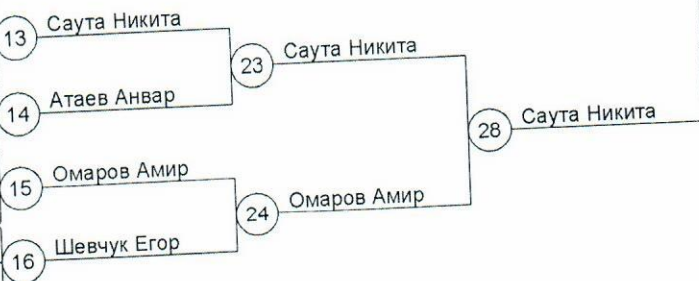 13 Саута Никита
23 Саута Никита
14 Атаев Анвар
28 Саута Никита
15 Омаров Амир
24 Омаров Амир
16 Шевчук Егор